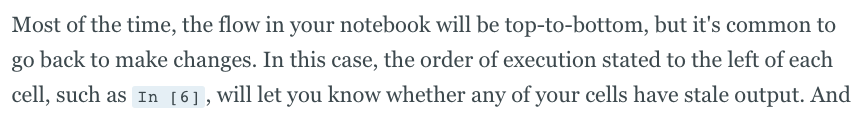 Most of the time, the flow in your notebook will be top-to-bottom, but it's common to
go back to make changes. In this case, the order of execution stated to the left of each
cell, such as In [6] , will let you know whether any of your cells have stale output. And